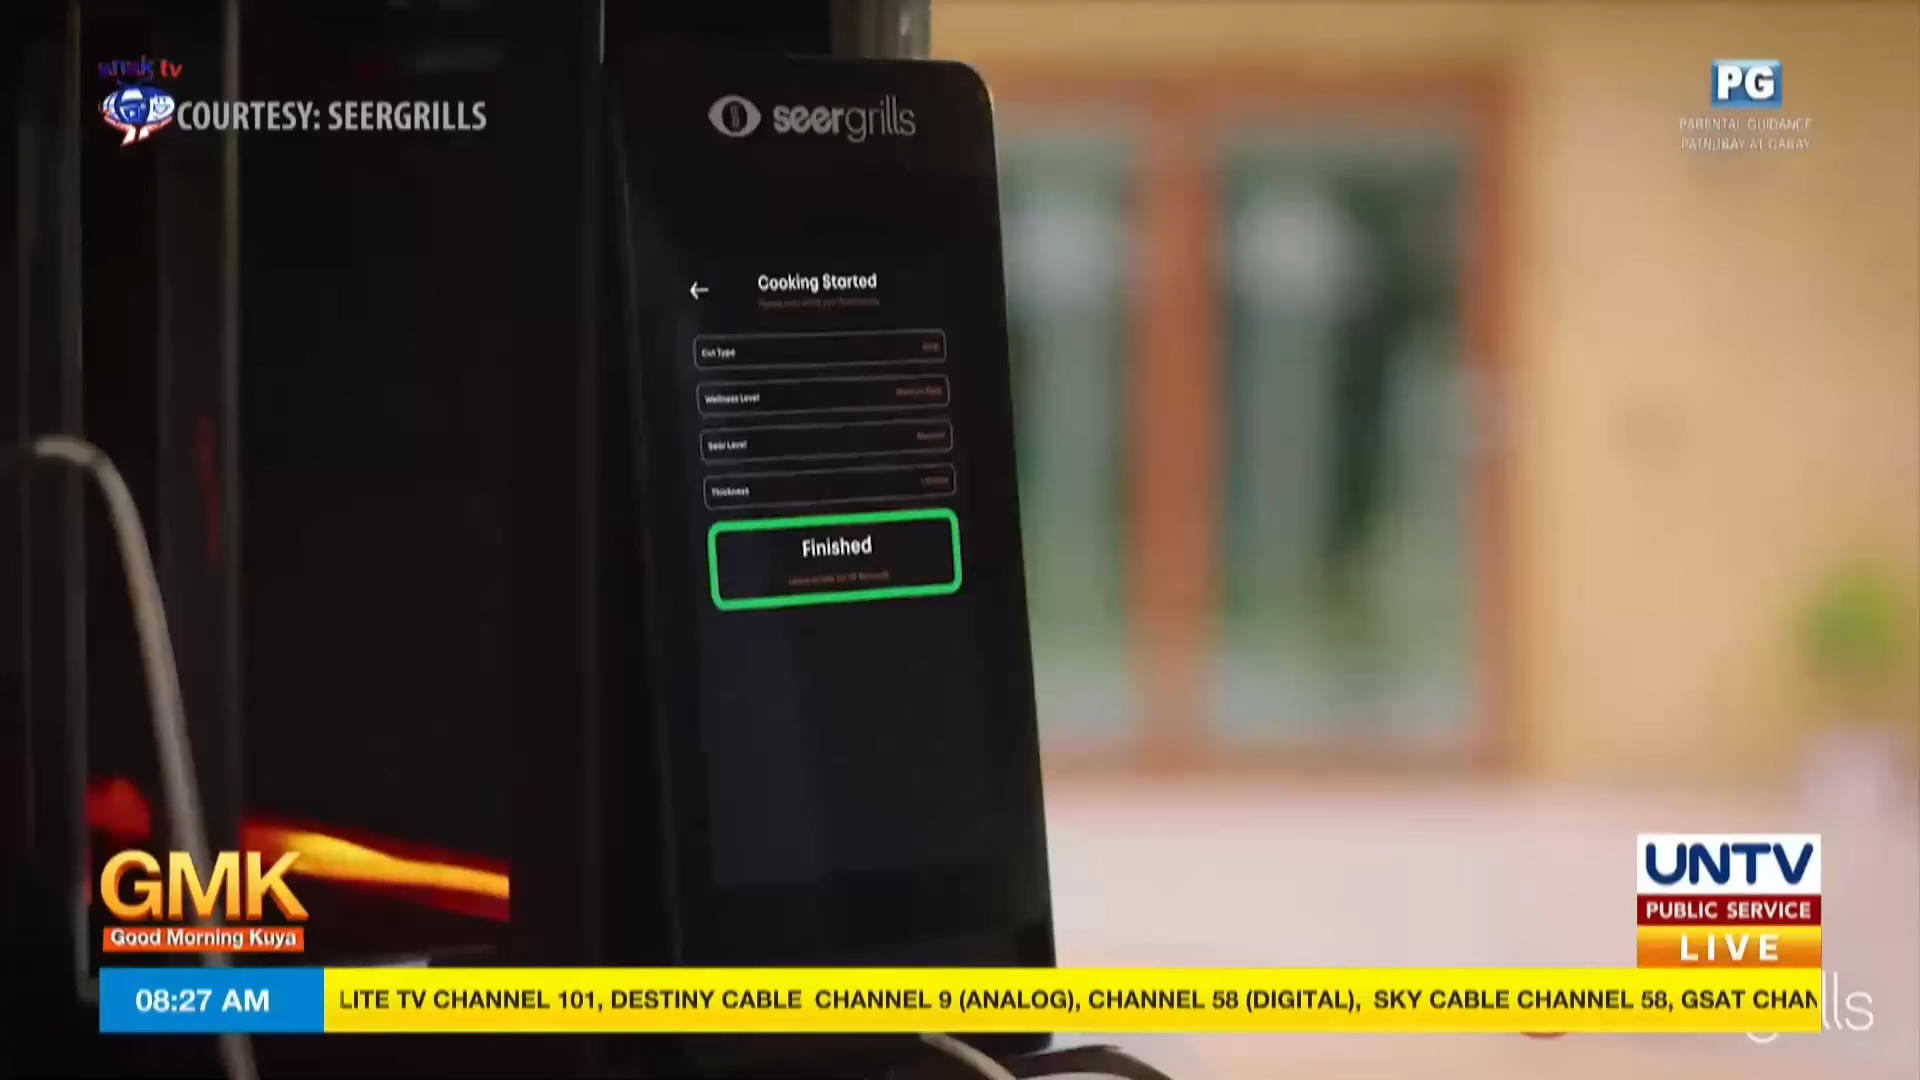 COURTESY: SEERGRILLS
PG
PARENTAL GUIDANCE
PATNUBAY AT GABAY
seergrills
Cooking Started
Cut Type
Wellness Level
Sear Level
Thickness
Finished
GMK
Good Morning Kuya
UNTV
PUBLIC SERVICE
LIVE
08:27 AM
LITE TV CHANNEL 101, DESTINY CABLE CHANNEL 9 (ANALOG), CHANNEL 58 (DIGITAL), SKY CABLE CHANNEL 58, GSAT CHAN